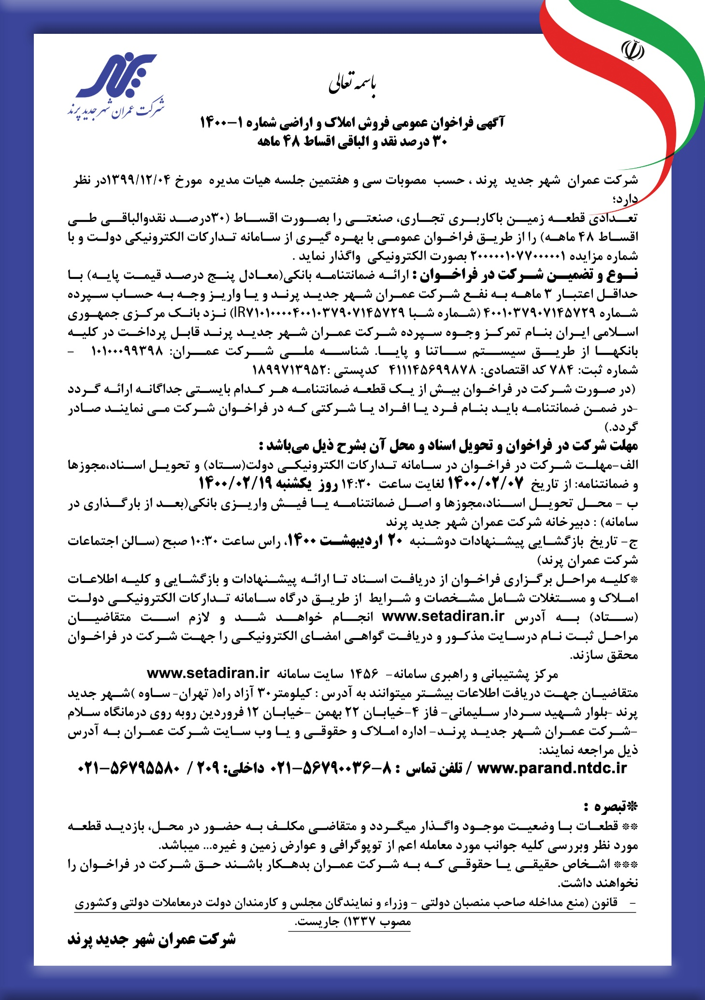 شرکت عمران شهر جدید پرند
باسمه تعالی
آگهی فراخوان عمومی فروش املاک و اراضی شماره ۱-۱۴۰۰
۳۰ درصد نقد و الباقی اقساط ۴۸ ماهه
شرکت عمران شهر جدید پرند ، حسب مصوبات سی و هفتمین جلسه هیات مدیره مورخ ۱۳۹۹/۱۲/۰۴در نظر
دارد؛
تعدادی قطعه زمین باکاربری تجاری، صنعتی را بصورت اقساط (۳۰درصد نقدوالباقی طی
اقساط ۴۸ ماهه) را از طریق فراخوان عمومی با بهره گیری از سامانه تدارکات الکترونیکی دولت و با
شماره مزایده ۲۰۰۰۰۰۱۰۷۷۰۰۰۰۰۱ بصورت الکترونیکی واگذار نماید .
نوع و تضمین شرکت در فراخوان : ارائه ضمانتنامه بانکی(معادل پنج درصد قیمت پایه) با
حداقل اعتبار ۳ ماهه به نفع شرکت عمران شهر جدید پرند و یا واریز وجه به حساب سپرده
شماره ۴۰۰۱۰۳۷۹۰۷۱۴۵۷۲۹ (شماره شبا IR۷۱۰۱۰۰۰۰۴۰۰۱۰۳۷۹۰۷۱۴۵۷۲۹) نزد بانک مرکزی جمهوری
اسلامی ایران بنام تمرکز وجوه سپرده شرکت عمران شهر جدید پرند قابل پرداخت در کلیه
بانکها از طریق سیستم ساتنا و پایا. شناسه ملی شرکت عمران: ۱۰۱۰۰۰۹۹۳۹۸ -
شماره ثبت: ۷۸۴ کد اقتصادی: ۴۱۱۱۴۵۶۹۹۸۷۸ کدپستی :۱۸۹۹۷۱۳۹۵۲
(در صورت شرکت در فراخوان بیش از یک قطعه ضمانتنامه هر کدام بایستی جداگانه ارائه گردد
-در ضمن ضمانتنامه باید بنام فرد یا افراد یا شرکتی که در فراخوان شرکت می نمایند صادر
گردد.)
مهلت شرکت در فراخوان و تحویل اسناد و محل آن بشرح ذیل می‌باشد :
الف-مهلت شرکت در فراخوان در سامانه تدارکات الکترونیکی دولت(ستاد) و تحویل اسناد،مجوزها
و ضمانتنامه: از تاریخ ۱۴۰۰/۰۲/۰۷ لغایت ساعت ۱۴:۳۰ روز یکشنبه ۱۴۰۰/۰۲/۱۹
ب - محل تحویل اسناد،مجوزها و اصل ضمانتنامه یا فیش واریزی بانکی(بعد از بارگذاری در
سامانه) : دبیرخانه شرکت عمران شهر جدید پرند
ج- تاریخ بازگشایی پیشنهادات دوشنبه ۲۰ اردیبهشت ۱۴۰۰، راس ساعت ۱۰:۳۰ صبح (سالن اجتماعات
شرکت عمران پرند)
*کلیه مراحل برگزاری فراخوان از دریافت اسناد تا ارائه پیشنهادات و بازگشایی و کلیه اطلاعات
املاک و مستغلات شامل مشخصات و شرایط از طریق درگاه سامانه تدارکات الکترونیکی دولت
(ستاد) به آدرس www.setadiran.ir انجام خواهد شد و لازم است متقاضیان
مراحل ثبت نام درسایت مذکور و دریافت گواهی امضای الکترونیکی را جهت شرکت در فراخوان
محقق سازند.
مرکز پشتیبانی و راهبری سامانه- ۱۴۵۶ سایت سامانه www.setadiran.ir
متقاضیان جهت دریافت اطلاعات بیشتر میتوانند به آدرس : کیلومتر۳۰ آزاد راه( تهران- ساوه )شهر جدید
پرند -بلوار شهید سردار سلیمانی- فاز ۴-خیابان ۲۲ بهمن -خیابان ۱۲ فروردین روبه روی درمانگاه سلام
-شرکت عمران شهر جدید پرند- اداره املاک و حقوقی و یا وب سایت شرکت عمران به آدرس
ذیل مراجعه نمایند:
www.parand.ntdc.ir / تلفن تماس : ۸-۰۲۱-۵۶۷۹۰۰۳۶ داخلی: ۲۰۹ / ۰۲۱-۵۶۷۹۵۵۸۰
*تبصره :
** قطعات با وضعیت موجود واگذار میگردد و متقاضی مکلف به حضور در محل، بازدید قطعه
مورد نظر وبررسی کلیه جوانب مورد معامله اعم از توپوگرافی و عوارض زمین و غیره... میباشد.
*** اشخاص حقیقی یا حقوقی که به شرکت عمران بدهکار باشند حق شرکت در فراخوان را
نخواهند داشت.
- قانون (منع مداخله صاحب منصبان دولتی - وزراء و نمایندگان مجلس و کارمندان دولت درمعاملات دولتی وکشوری
مصوب ۱۳۳۷) جاریست.
شرکت عمران شهر جدید پرند